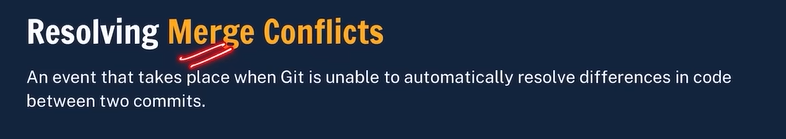 Resolving Merge Conflicts
An event that takes place when Git is unable to automatically resolve differences in code
between two commits.